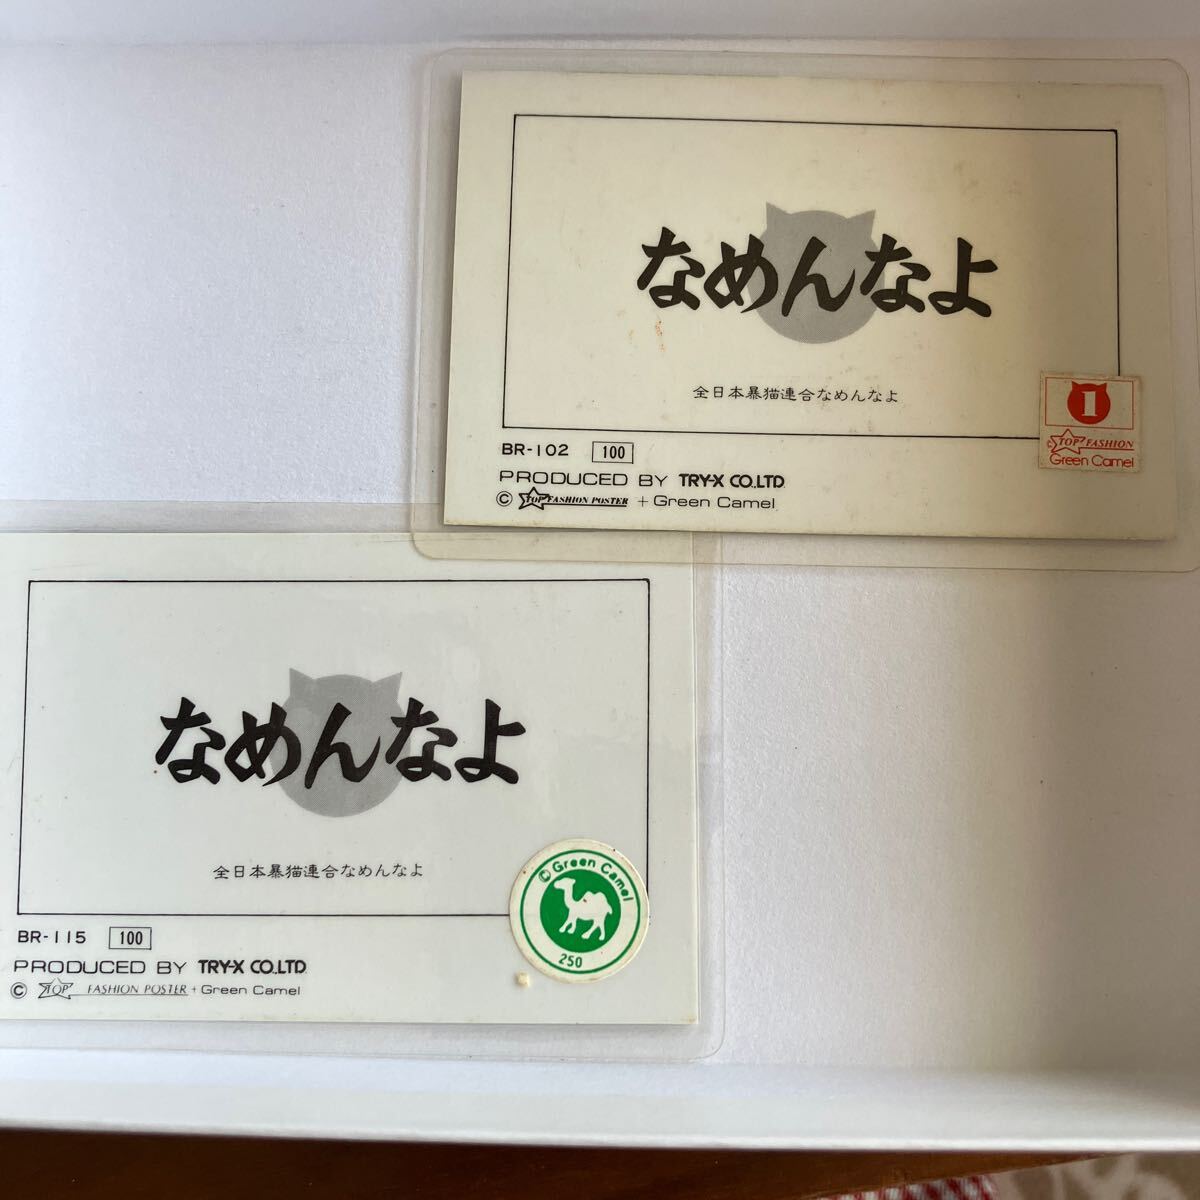 なめんなよ
全日本暴猫連合なめんなよ
1
© TOP FASHION
Green Camel
BR-102 100
PRODUCED BY TRY-X CO.,LTD
© TOP FASHION POSTER + Green Camel
なめんなよ
全日本暴猫連合なめんなよ
© Green Camel
250
BR-115 100
PRODUCED BY TRY-X CO.,LTD
© TOP FASHION POSTER + Green Camel